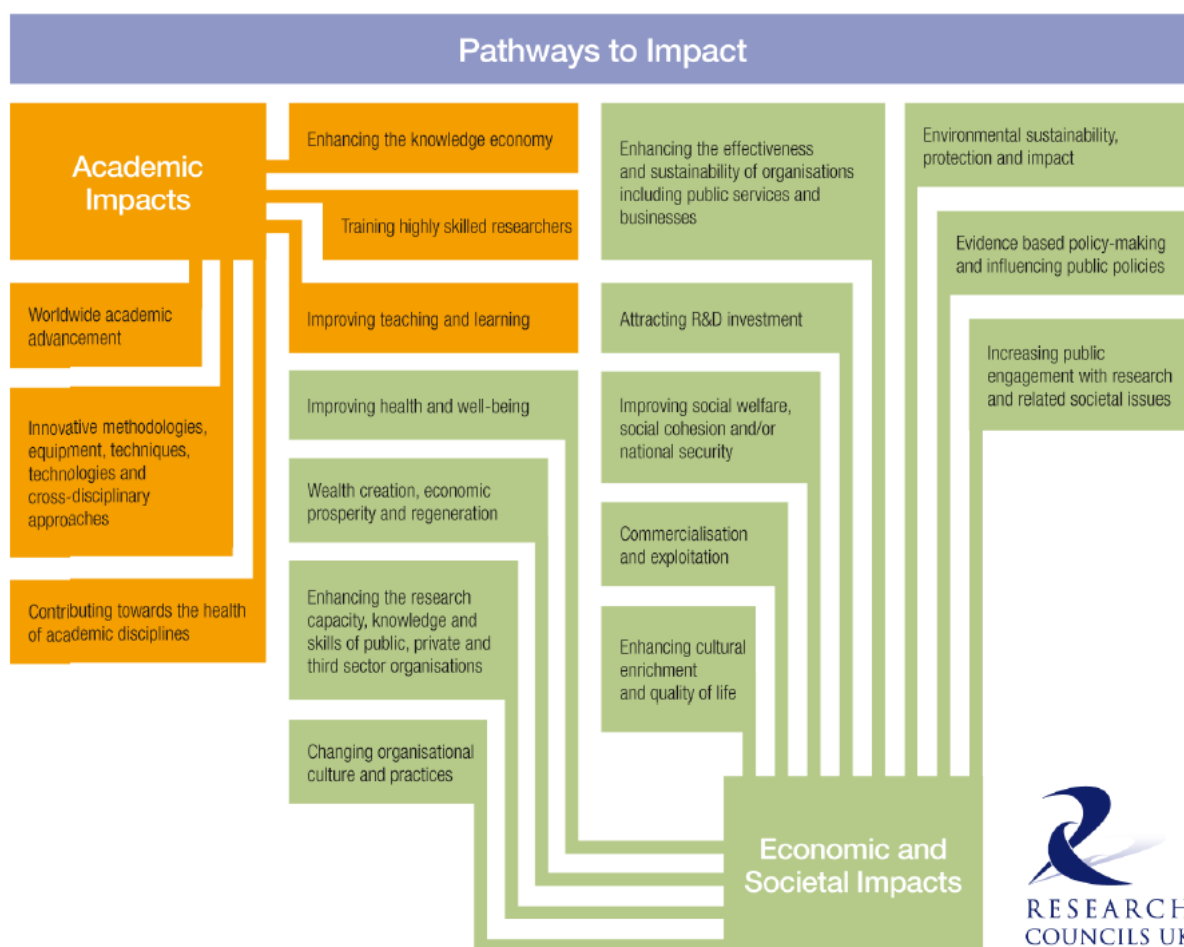 Pathways to Impact
Academic
Impacts
Enhancing the knowledge economy
Training highly skilled researchers
Improving teaching and learning
Worldwide academic
advancement
Innovative methodologies,
equipment, techniques,
technologies and
cross-disciplinary
approaches
Contributing towards the health
of academic disciplines
Improving health and well-being
Wealth creation, economic
prosperity and regeneration
Enhancing the research
capacity, knowledge and
skills of public, private and
third sector organisations
Changing organisational
culture and practices
Enhancing the effectiveness
and sustainability of organisations
including public services and
businesses
Attracting R&D investment
Improving social welfare,
social cohesion and/or
national security
Commercialisation
and exploitation
Enhancing cultural
enrichment
and quality of life
Environmental sustainability,
protection and impact
Evidence based policy-making
and influencing public policies
Increasing public
engagement with research
and related societal issues
Economic and
Societal Impacts
RESEARCH
COUNCILS UK